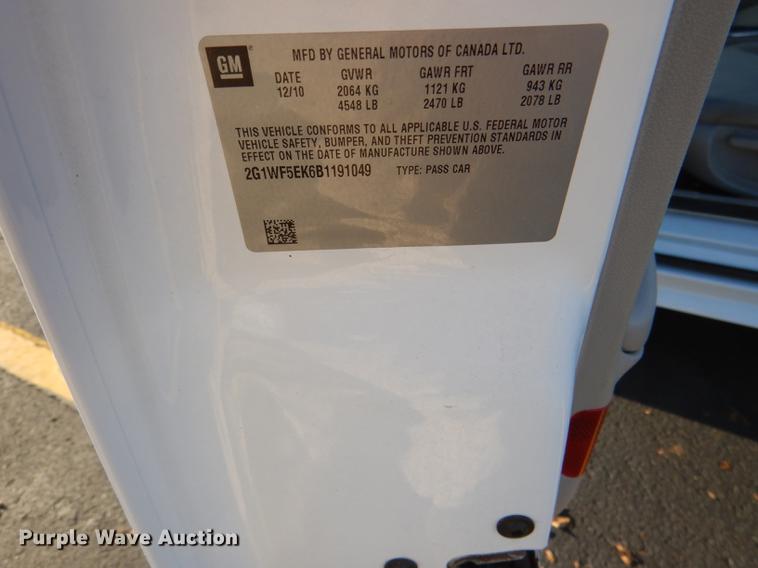 GM
MFD BY GENERAL MOTORS OF CANADA LTD.
DATE GVWR GAWR FRT GAWR RR
12/10 2064 KG 1121 KG 943 KG
4548 LB 2470 LB 2078 LB
THIS VEHICLE CONFORMS TO ALL APPLICABLE U.S. FEDERAL MOTOR
VEHICLE SAFETY, BUMPER, AND THEFT PREVENTION STANDARDS IN
EFFECT ON THE DATE OF MANUFACTURE SHOWN ABOVE.
2G1WF5EK6B1191049 TYPE: PASS CAR
Purple Wave Auction